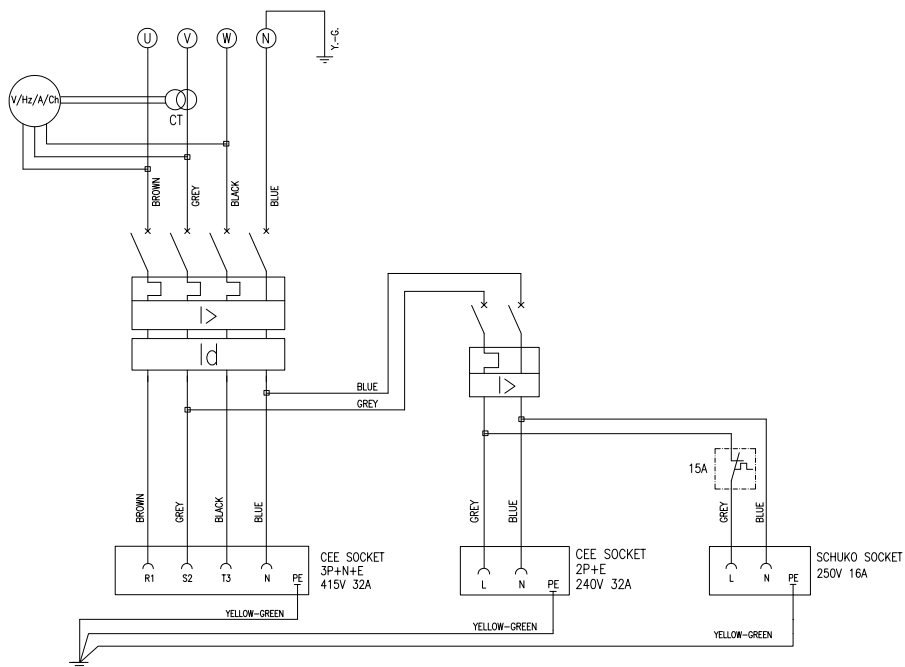 U V W N
Y.-G.
V/Hz/A/Ch
CT
BROWN GREY BLACK BLUE
I>
Id
I>
BLUE
GREY
15A
BROWN GREY BLACK BLUE GREY BLUE GREY BLUE
R1 S2 T3 N PE
CEE SOCKET
3P+N+E
415V 32A
L N PE
CEE SOCKET
2P+E
240V 32A
L N PE
SCHUKO SOCKET
250V 16A
YELLOW-GREEN
YELLOW-GREEN
YELLOW-GREEN